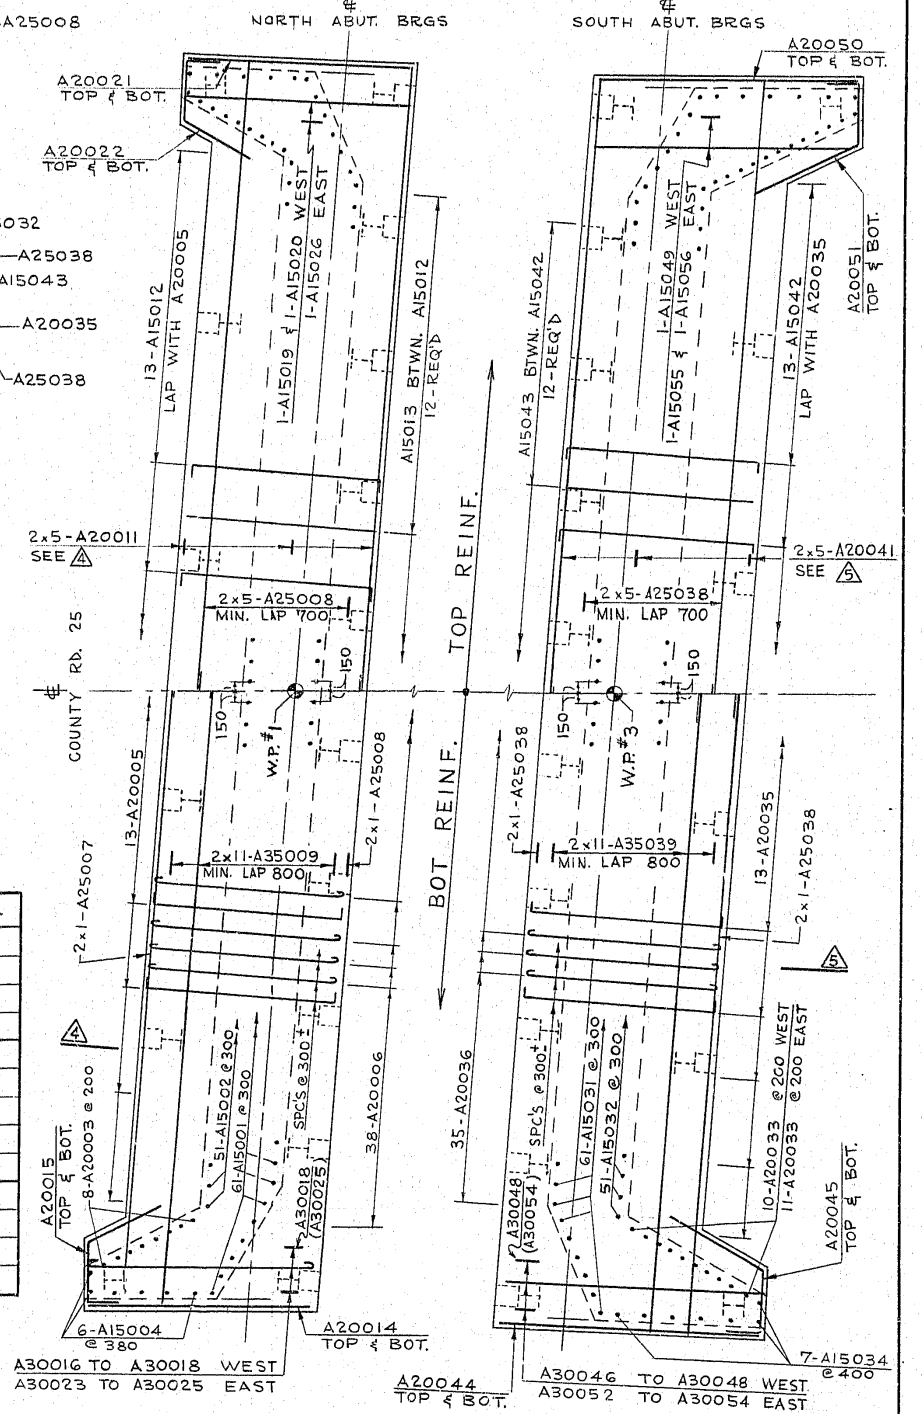 A25008
℄
NORTH ABUT. BRGS
℄
SOUTH ABUT. BRGS
A20021
TOP & BOT.
A20022
TOP & BOT.
A20050
TOP & BOT.
A20051
TOP & BOT.
5032
A25038
A15043
A20035
A25038
13-A15012
LAP WITH A20005
1-A15019 & 1-A15020 WEST
1-A15026 EAST
A15013 BTWN. A15012
12-REQ'D
A15043 BTWN. A15042
12-REQ'D
1-A15049 WEST
1-A15055 & 1-A15056 EAST
13-A15042
LAP WITH A20035
2x5-A20011
SEE 4
2x5-A25008
MIN. LAP 700
TOP REINF.
2x5-A25038
MIN. LAP 700
2x5-A20041
SEE 5
℄
COUNTY RD. 25
150
150
W.P.#1
150
150
W.P.#3
BOT REINF.
13-A20005
2x1-A25007
2x11-A35009
MIN. LAP 800
2x1-A25008
2x1-A25038
2x11-A35039
MIN. LAP 800
13-A20035
2x1-A25038
4
5
A20015
TOP & BOT.
8-A20003 @ 200
51-A15002 @ 300
61-A15001 @ 300
SPC'S @ 300±
A30018
(A30025)
38-A20006
35-A20036
A30048
(A30054)
SPC'S @ 300±
61-A15031 @ 300
51-A15032 @ 300
10-A20033 @ 200 WEST
11-A20033 @ 200 EAST
A20045
TOP & BOT.
6-A15004
@ 380
A20014
TOP & BOT.
A30016 TO A30018 WEST
A30023 TO A30025 EAST
A20044
TOP & BOT.
7-A15034
@ 400
A30046 TO A30048 WEST
A30052 TO A30054 EAST